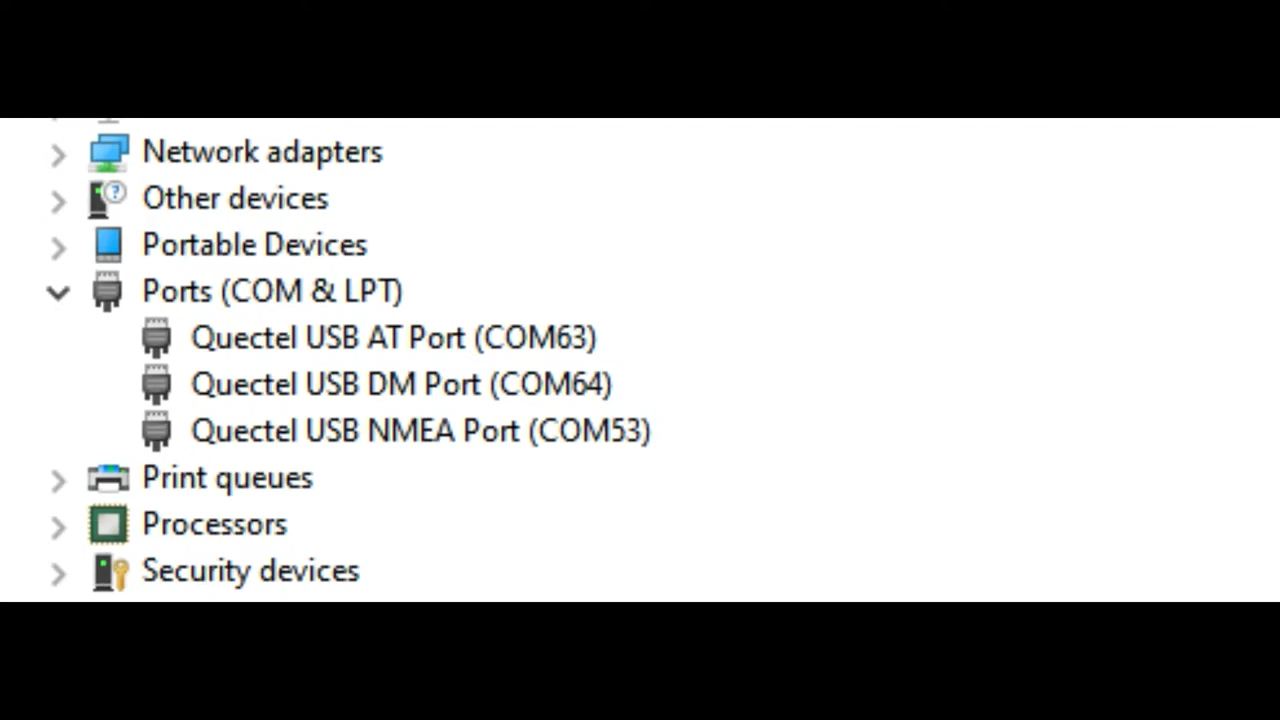 Network adapters
Other devices
Portable Devices
Ports (COM & LPT)
Quectel USB AT Port (COM63)
Quectel USB DM Port (COM64)
Quectel USB NMEA Port (COM53)
Print queues
Processors
Security devices